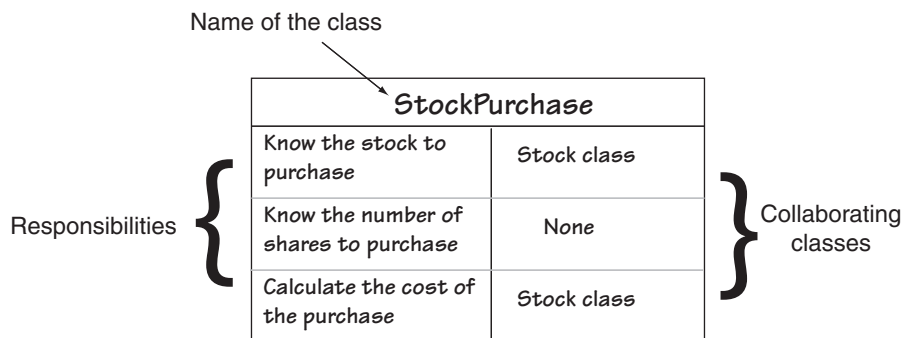 Name of the class
StockPurchase
Know the stock to
purchase
Stock class
Know the number of
shares to purchase
None
Calculate the cost of
the purchase
Stock class
Responsibilities
Collaborating
classes